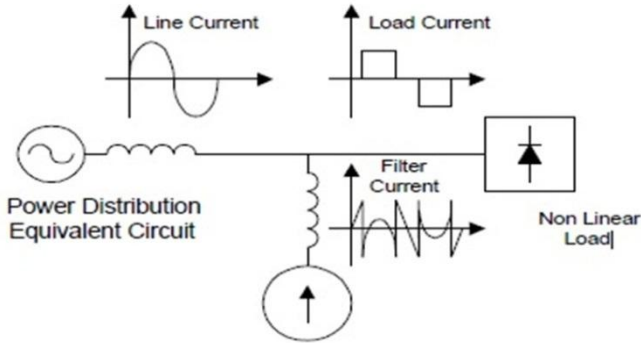 Line Current
Load Current
Filter
Current
Power Distribution
Equivalent Circuit
Non Linear
Load